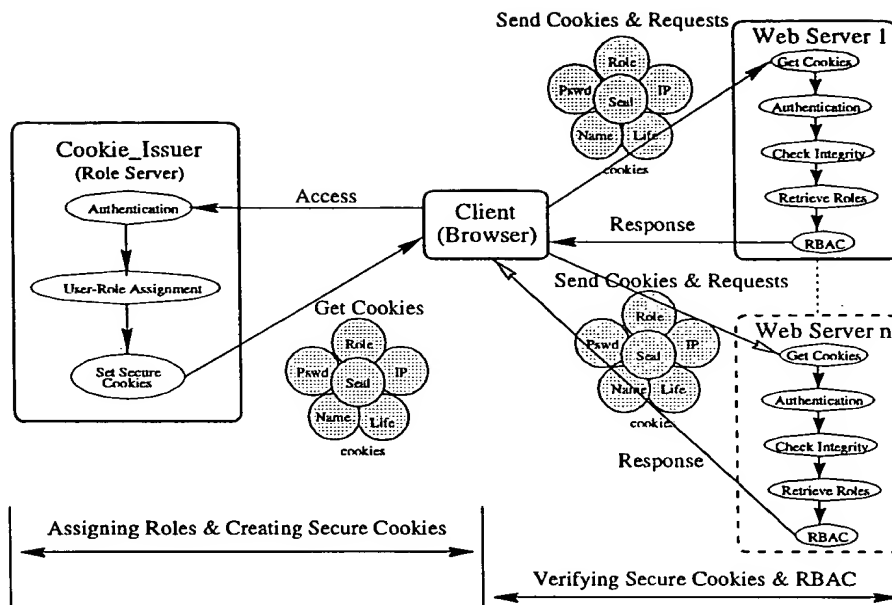 Send Cookies & Requests
Role
Pswd
IP
Seal
Name
Life
cookies
Web Server 1
Get Cookies
Authentication
Check Integrity
Retrieve Roles
RBAC
Cookie_Issuer
(Role Server)
Authentication
User-Role Assignment
Set Secure
Cookies
Access
Client
(Browser)
Response
Get Cookies
Role
Pswd
IP
Seal
Name
Life
cookies
Send Cookies & Requests
Role
Pswd
IP
Seal
Name
Life
cookies
Response
Web Server n
Get Cookies
Authentication
Check Integrity
Retrieve Roles
RBAC
Assigning Roles & Creating Secure Cookies
Verifying Secure Cookies & RBAC